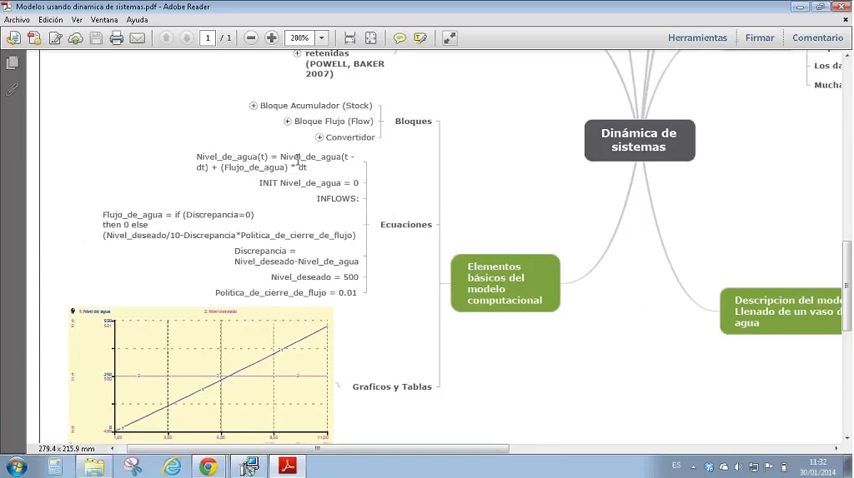 Modelos usando dinamica de sistemas.pdf - Adobe Reader
Archivo Edición Ver Ventana Ayuda
1 / 1 200% Herramientas Firmar Comentario
retenidas
(POWELL, BAKER
2007)
Los da
Mucha
Bloque Acumulador (Stock)
Bloque Flujo (Flow)
Convertidor
Bloques
Dinámica de
sistemas
Nivel_de_agua(t) = Nivel_de_agua(t -
dt) + (Flujo_de_agua) * dt
INIT Nivel_de_agua = 0
INFLOWS:
Flujo_de_agua = if (Discrepancia=0)
then 0 else
(Nivel_deseado/10-Discrepancia*Politica_de_cierre_de_flujo)
Discrepancia =
Nivel_deseado-Nivel_de_agua
Nivel_deseado = 500
Politica_de_cierre_de_flujo = 0.01
Ecuaciones
Elementos
básicos del
modelo
computacional
Descripcion del mode
Llenado de un vaso d
agua
1: Nivel de agua 2: Nivel deseado
Graficos y Tablas
279.4 x 215.9 mm
ES
11:32
30/01/2014